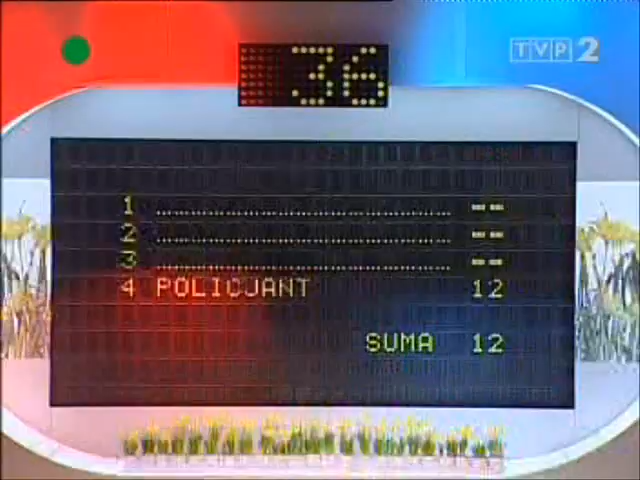 TVP2
36
1 ........................................ --
2 ........................................ --
3 ........................................ --
4 POLICJANT 12
SUMA 12